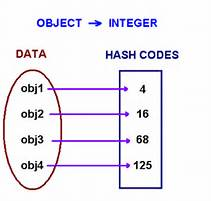 OBJECT → INTEGER
DATA HASH CODES
obj1 4
obj2 16
obj3 68
obj4 125